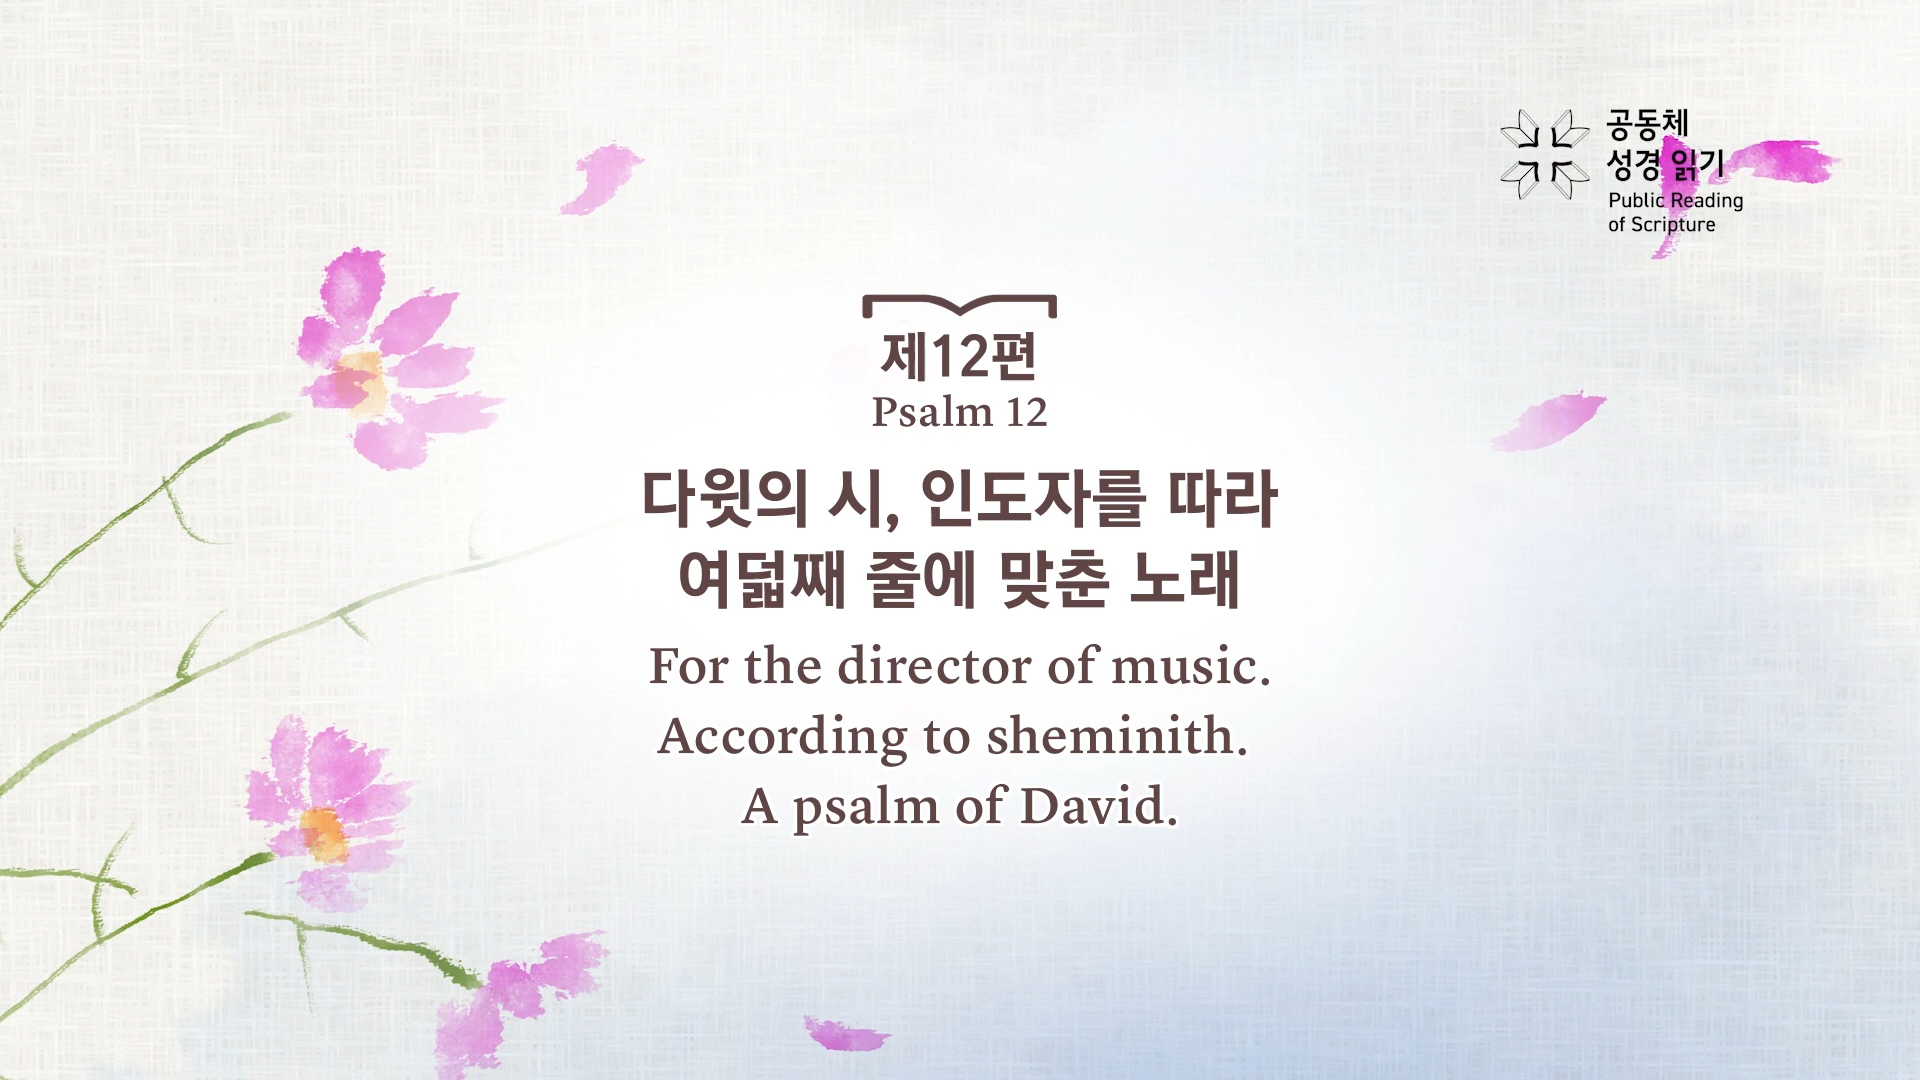 공동체
성경 읽기
Public Reading
of Scripture
제12편
Psalm 12
다윗의 시, 인도자를 따라
여덟째 줄에 맞춘 노래
For the director of music.
According to sheminith.
A psalm of David.